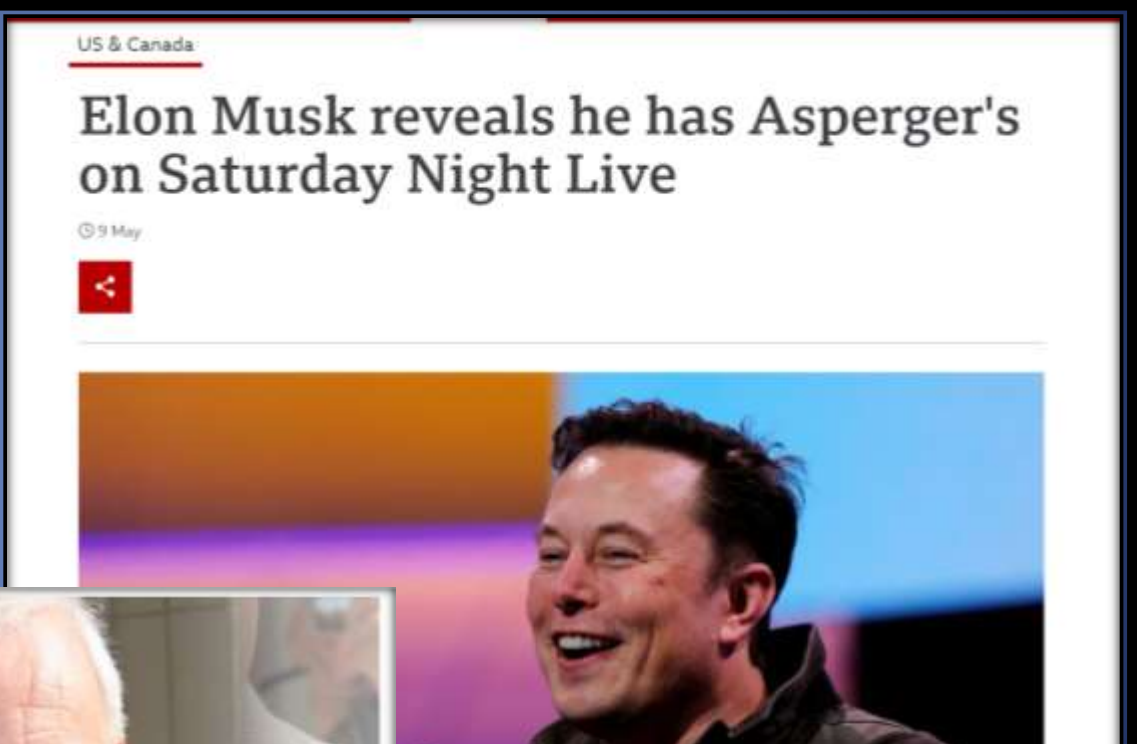 US & Canada
Elon Musk reveals he has Asperger's
on Saturday Night Live
9 May